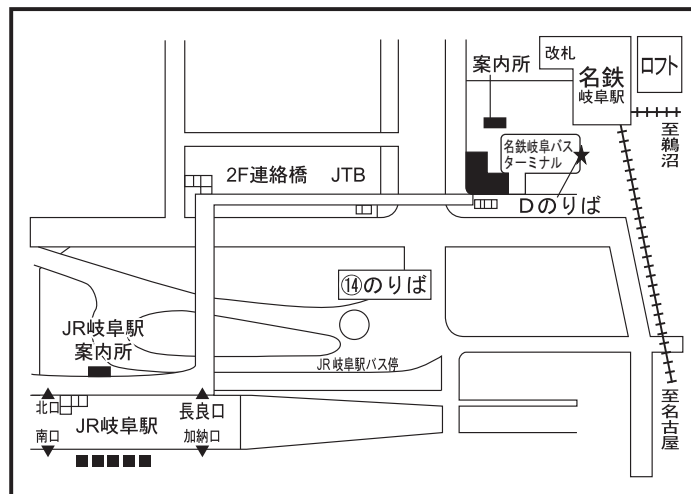 改札
案内所
名鉄
岐阜駅
ロフト
至鵜沼
名鉄岐阜バス
ターミナル
2F連絡橋
JTB
Dのりば
⑭のりば
JR岐阜駅
案内所
JR岐阜駅バス停
北口
長良口
至名古屋
JR岐阜駅
南口
加納口